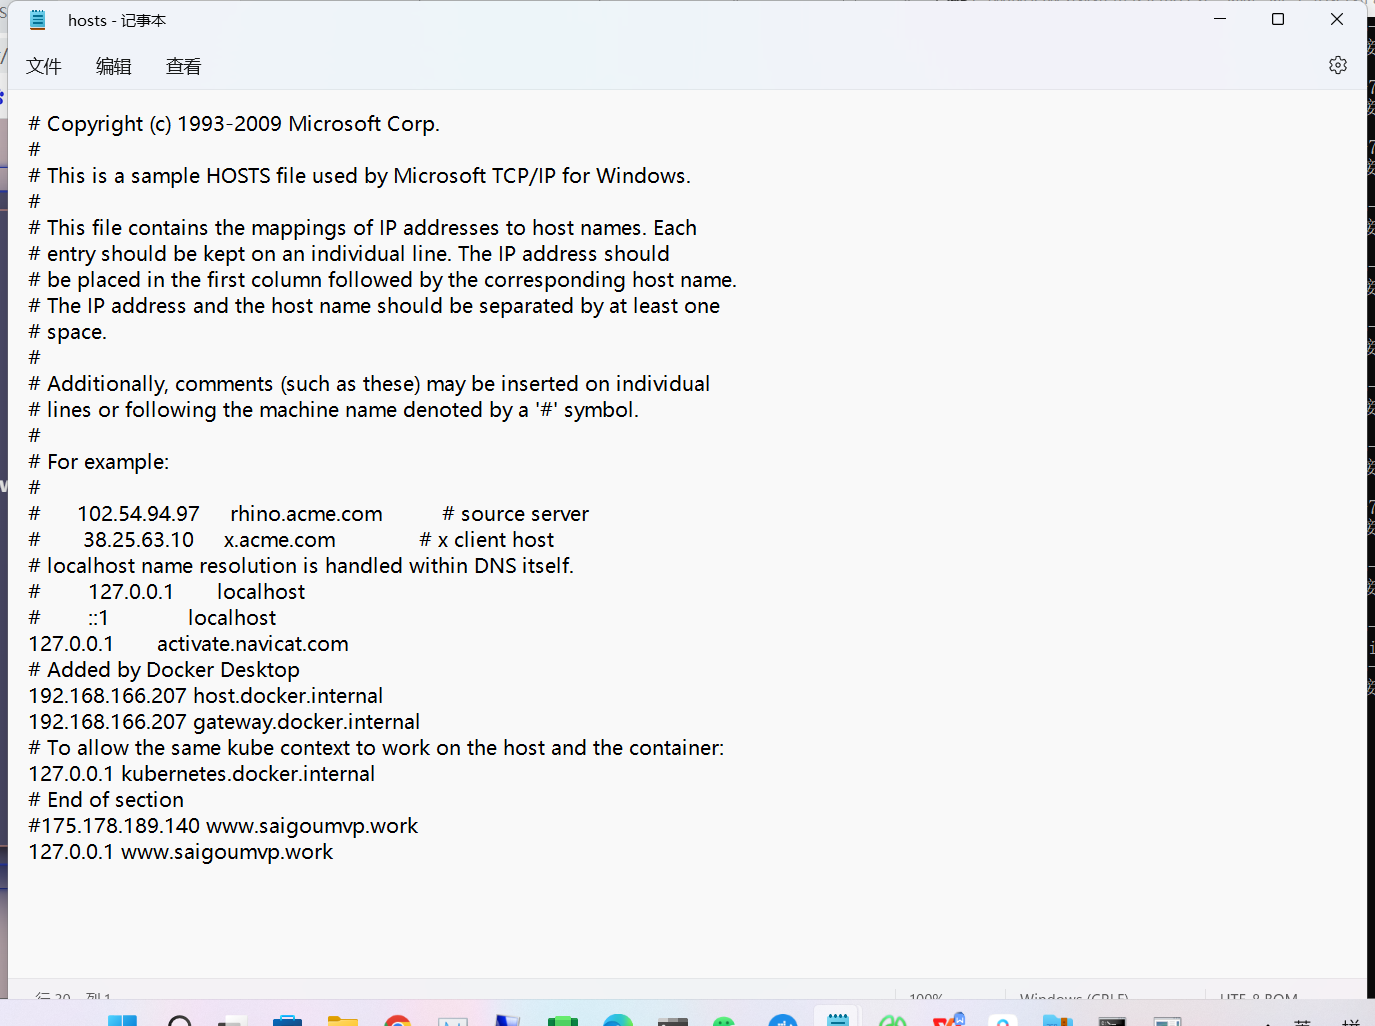 hosts - 记事本
文件 编辑 查看
# Copyright (c) 1993-2009 Microsoft Corp.
#
# This is a sample HOSTS file used by Microsoft TCP/IP for Windows.
#
# This file contains the mappings of IP addresses to host names. Each
# entry should be kept on an individual line. The IP address should
# be placed in the first column followed by the corresponding host name.
# The IP address and the host name should be separated by at least one
# space.
#
# Additionally, comments (such as these) may be inserted on individual
# lines or following the machine name denoted by a '#' symbol.
#
# For example:
#
#      102.54.94.97     rhino.acme.com          # source server
#       38.25.63.10     x.acme.com              # x client host
# localhost name resolution is handled within DNS itself.
#        127.0.0.1       localhost
#        ::1             localhost
127.0.0.1       activate.navicat.com
# Added by Docker Desktop
192.168.166.207 host.docker.internal
192.168.166.207 gateway.docker.internal
# To allow the same kube context to work on the host and the container:
127.0.0.1 kubernetes.docker.internal
# End of section
#175.178.189.140 www.saigoumvp.work
127.0.0.1 www.saigoumvp.work
100% Windows (CRLF) UTF-8 BOM